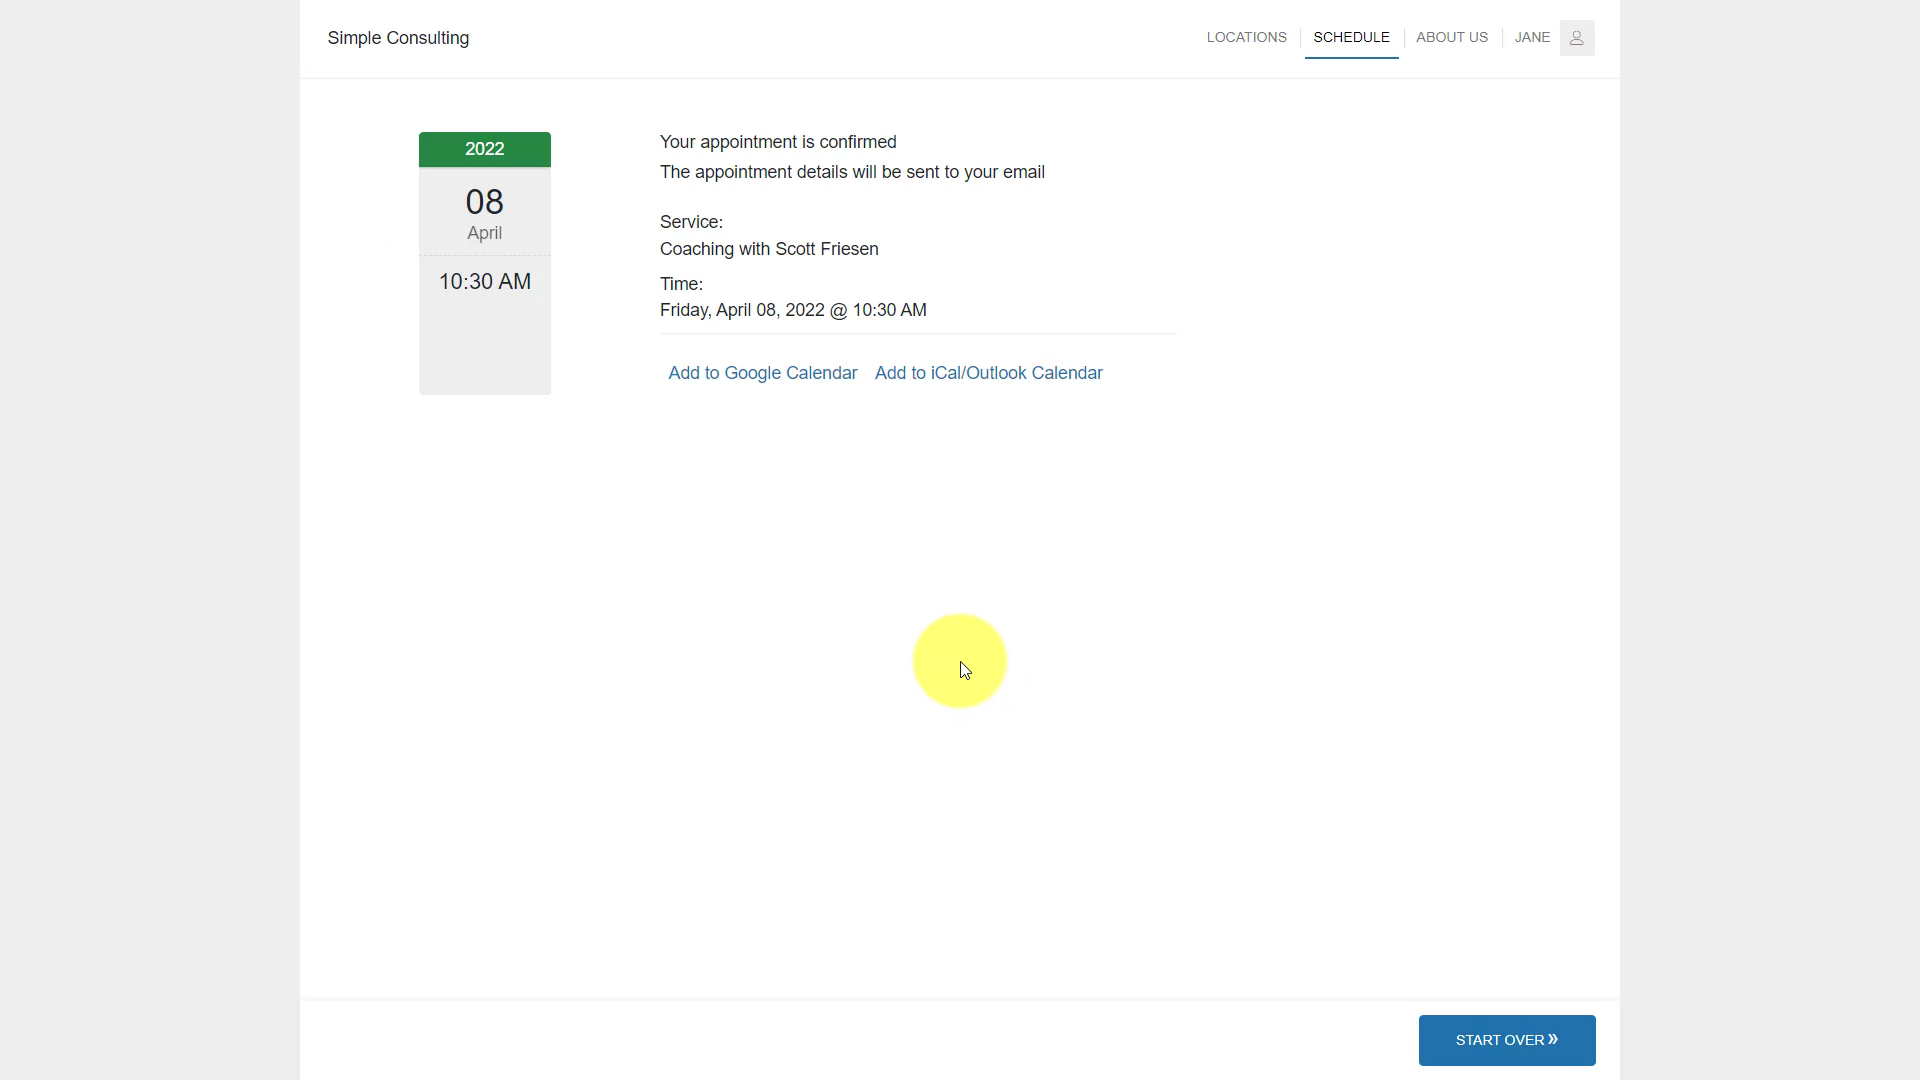 Simple Consulting
LOCATIONS
SCHEDULE
ABOUT US
JANE
2022
08
April
10:30 AM
Your appointment is confirmed
The appointment details will be sent to your email
Service:
Coaching with Scott Friesen
Time:
Friday, April 08, 2022 @ 10:30 AM
Add to Google Calendar
Add to iCal/Outlook Calendar
START OVER »